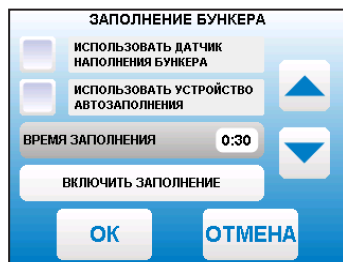 ЗАПОЛНЕНИЕ БУНКЕРА
ИСПОЛЬЗОВАТЬ ДАТЧИК
НАПОЛНЕНИЯ БУНКЕРА
ИСПОЛЬЗОВАТЬ УСТРОЙСТВО
АВТОЗАПОЛНЕНИЯ
ВРЕМЯ ЗАПОЛНЕНИЯ 0:30
ВКЛЮЧИТЬ ЗАПОЛНЕНИЕ
ОК ОТМЕНА